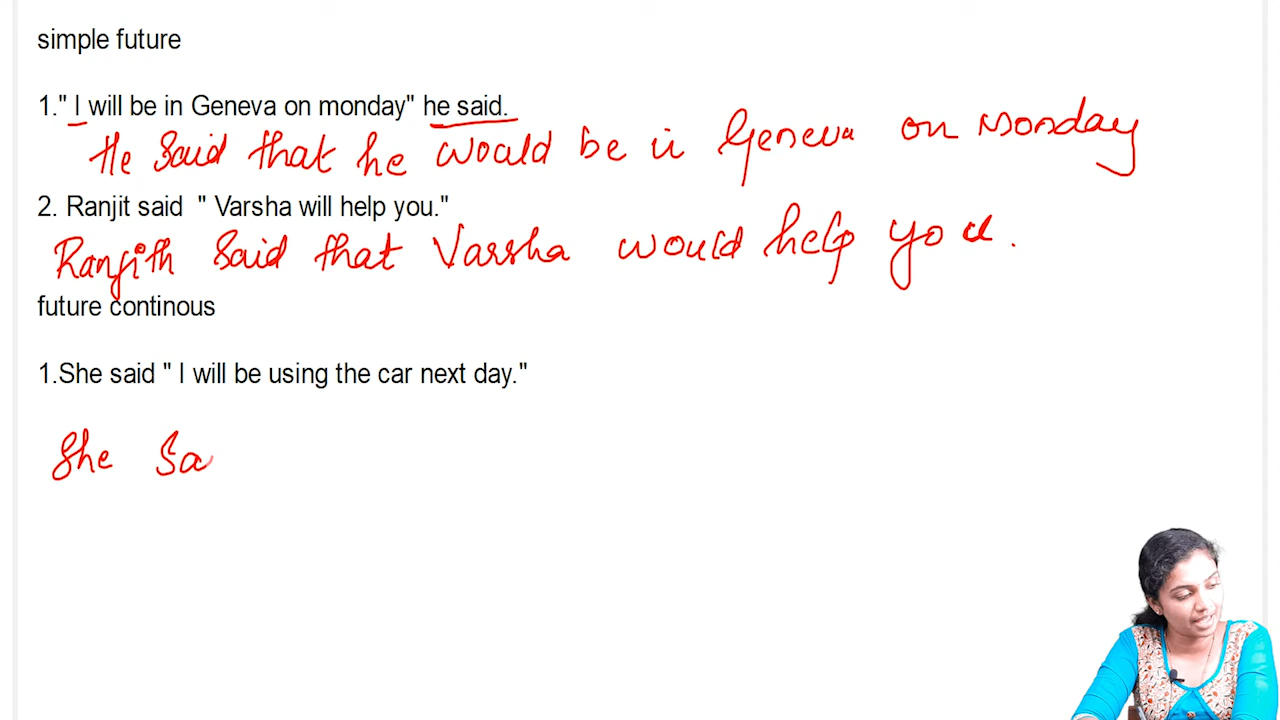 simple future
1." I will be in Geneva on monday" he said.
He Said that he would be in Geneva on Monday
2. Ranjit said " Varsha will help you."
Ranjith Said that Varsha would help you.
future continous
1.She said " I will be using the car next day."
She Sa